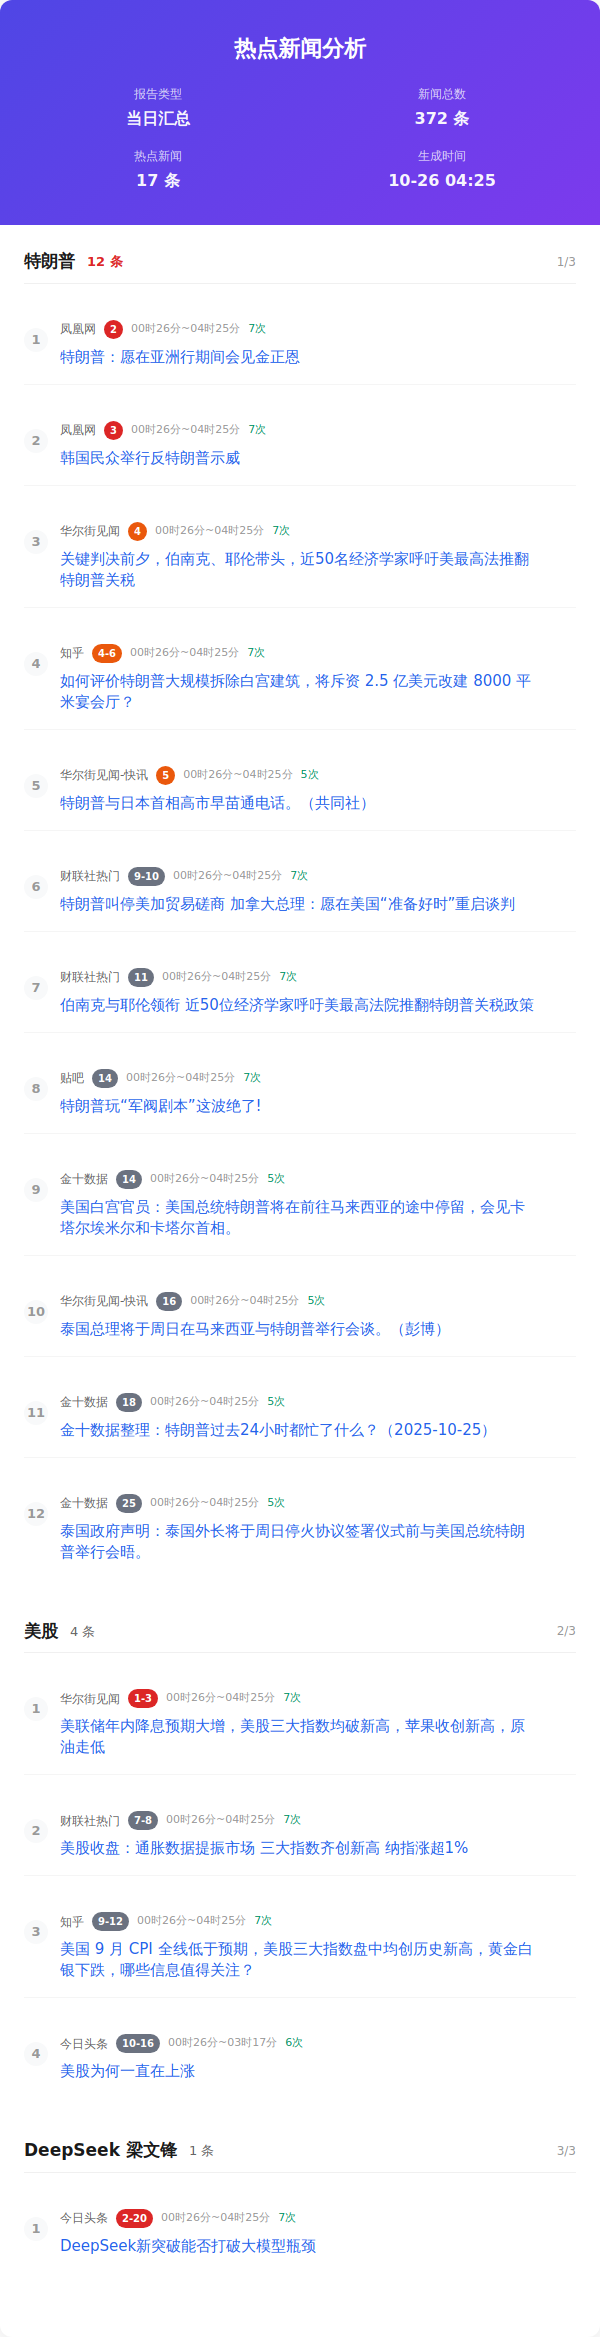 热点新闻分析
报告类型
新闻总数
当日汇总
372 条
热点新闻
生成时间
17 条
10-26 04:25
特朗普 12 条 1/3
1
凤凰网 2 00时26分~04时25分 7次
特朗普：愿在亚洲行期间会见金正恩
2
凤凰网 3 00时26分~04时25分 7次
韩国民众举行反特朗普示威
3
华尔街见闻 4 00时26分~04时25分 7次
关键判决前夕，伯南克、耶伦带头，近50名经济学家呼吁美最高法推翻
特朗普关税
4
知乎 4-6 00时26分~04时25分 7次
如何评价特朗普大规模拆除白宫建筑，将斥资 2.5 亿美元改建 8000 平
米宴会厅？
5
华尔街见闻-快讯 5 00时26分~04时25分 5次
特朗普与日本首相高市早苗通电话。（共同社）
6
财联社热门 9-10 00时26分~04时25分 7次
特朗普叫停美加贸易磋商 加拿大总理：愿在美国“准备好时”重启谈判
7
财联社热门 11 00时26分~04时25分 7次
伯南克与耶伦领衔 近50位经济学家呼吁美最高法院推翻特朗普关税政策
8
贴吧 14 00时26分~04时25分 7次
特朗普玩“军阀剧本”这波绝了!
9
金十数据 14 00时26分~04时25分 5次
美国白宫官员：美国总统特朗普将在前往马来西亚的途中停留，会见卡
塔尔埃米尔和卡塔尔首相。
10
华尔街见闻-快讯 16 00时26分~04时25分 5次
泰国总理将于周日在马来西亚与特朗普举行会谈。（彭博）
11
金十数据 18 00时26分~04时25分 5次
金十数据整理：特朗普过去24小时都忙了什么？（2025-10-25）
12
金十数据 25 00时26分~04时25分 5次
泰国政府声明：泰国外长将于周日停火协议签署仪式前与美国总统特朗
普举行会晤。
美股 4 条 2/3
1
华尔街见闻 1-3 00时26分~04时25分 7次
美联储年内降息预期大增，美股三大指数均破新高，苹果收创新高，原
油走低
2
财联社热门 7-8 00时26分~04时25分 7次
美股收盘：通胀数据提振市场 三大指数齐创新高 纳指涨超1%
3
知乎 9-12 00时26分~04时25分 7次
美国 9 月 CPI 全线低于预期，美股三大指数盘中均创历史新高，黄金白
银下跌，哪些信息值得关注？
4
今日头条 10-16 00时26分~03时17分 6次
美股为何一直在上涨
DeepSeek 梁文锋 1 条 3/3
1
今日头条 2-20 00时26分~04时25分 7次
DeepSeek新突破能否打破大模型瓶颈